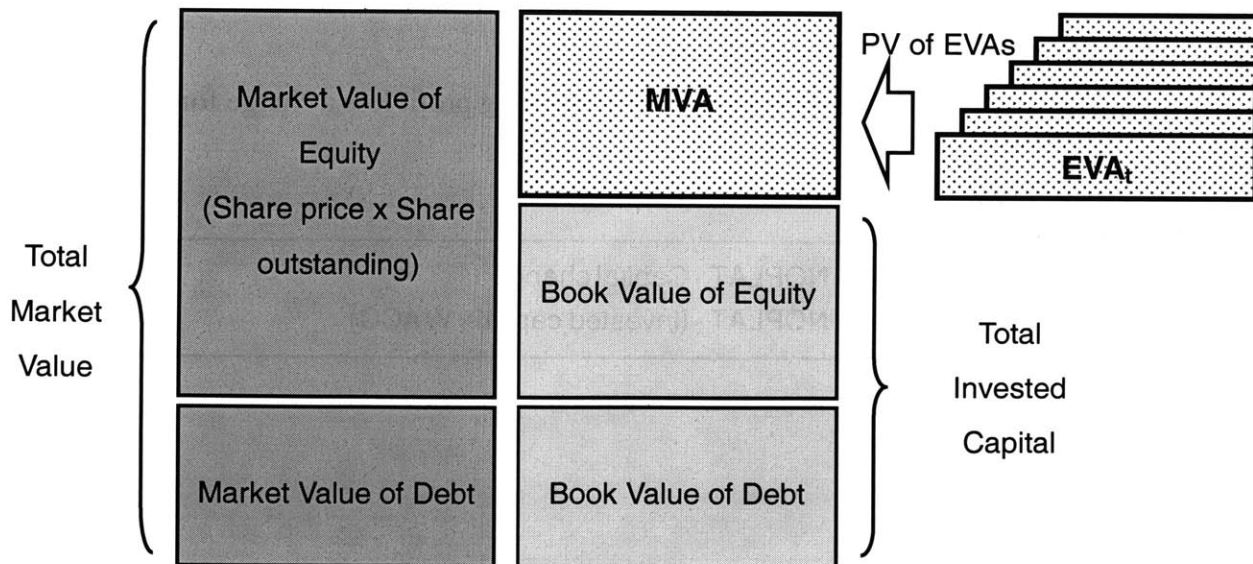 Total
Market
Value
Market Value of
Equity
(Share price x Share
outstanding)
Market Value of Debt
MVA
Book Value of Equity
Book Value of Debt
PV of EVAs
EVAₜ
Total
Invested
Capital